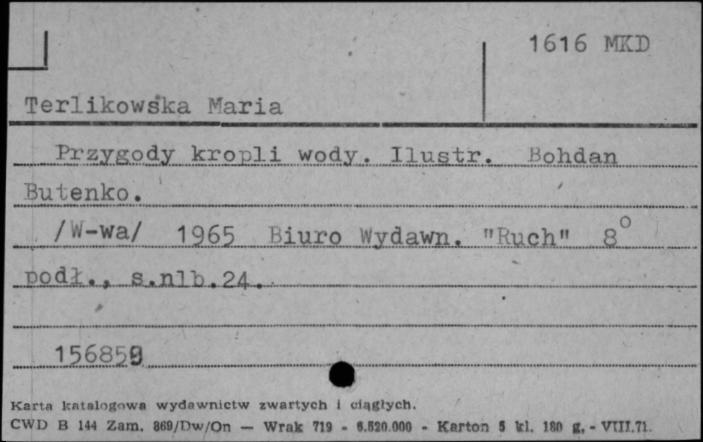 1616 MKD
Terlikowska Maria
Przygody kropli wody. Ilustr. Bohdan
Butenko.
/W-wa/ 1965 Biuro Wydawn. "Ruch" 8°
podł., s.nlb.24.
156859
Karta katalogowa wydawnictw zwartych i ciągłych.
CWD B 144 Zam. 869/Dw/On — Wrak 719 - 6.520.000 - Karton 5 kl. 180 g. - VIII.71.